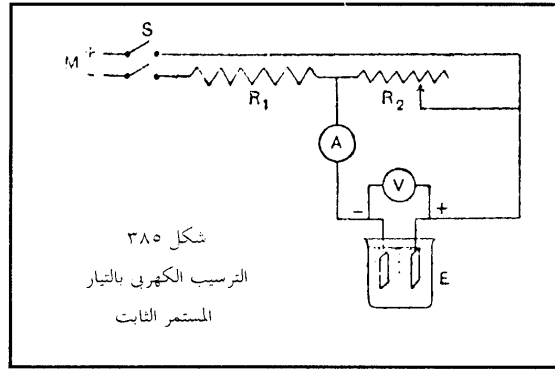 S
M + −
R₁ R₂
A
V
− +
E
شكل ٣٨٥
الترسيب الكهربى بالتيار
المستمر الثابت